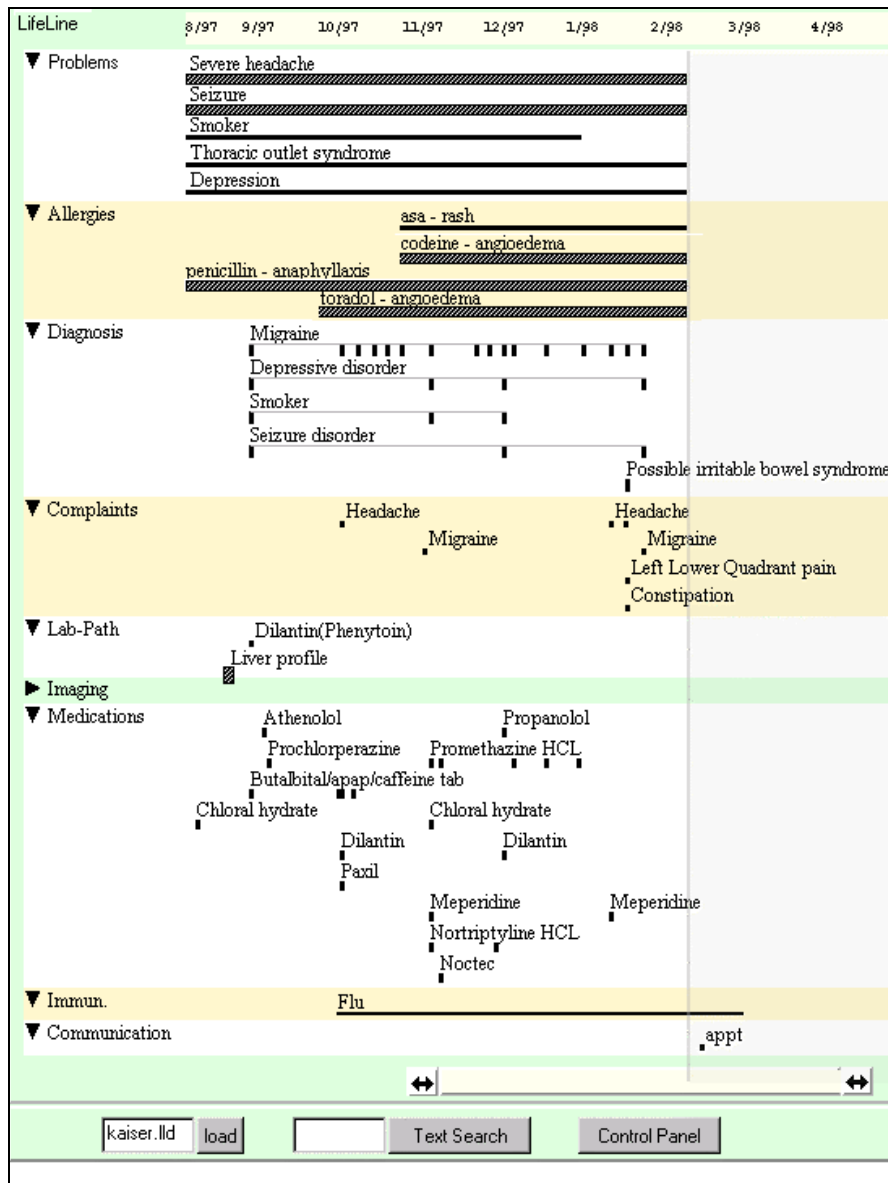 LifeLine
8/97 9/97 10/97 11/97 12/97 1/98 2/98 3/98 4/98
Problems
Severe headache
Seizure
Smoker
Thoracic outlet syndrome
Depression
Allergies
asa - rash
codeine - angioedema
penicillin - anaphyllaxis
toradol - angioedema
Diagnosis
Migraine
Depressive disorder
Smoker
Seizure disorder
Possible irritable bowel syndrome
Complaints
Headache Headache
Migraine Migraine
Left Lower Quadrant pain
Constipation
Lab-Path
Dilantin(Phenytoin)
Liver profile
Imaging
Medications
Athenolol Propanolol
Prochlorperazine Promethazine HCL
Butalbital/apap/caffeine tab
Chloral hydrate Chloral hydrate
Dilantin Dilantin
Paxil
Meperidine Meperidine
Nortriptyline HCL
Noctec
Immun.
Flu
Communication
appt
kaiser.lld load Text Search Control Panel